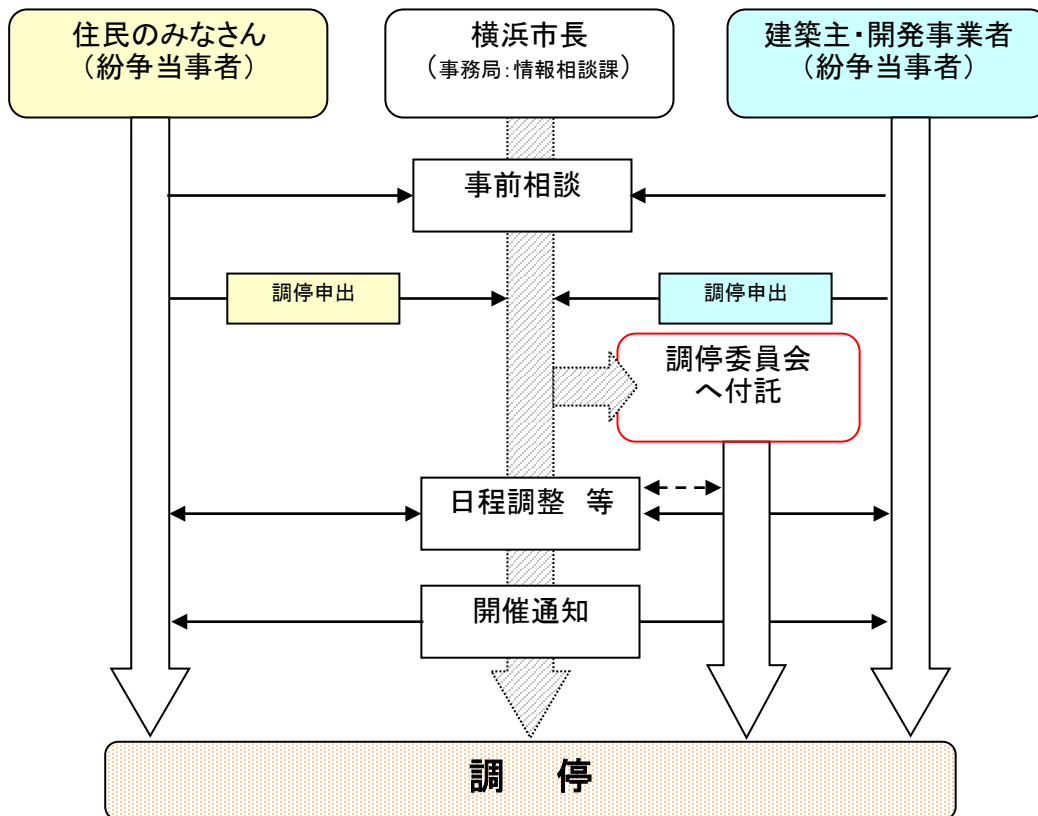 住民のみなさん
（紛争当事者）
横浜市長
（事務局：情報相談課）
建築主・開発事業者
（紛争当事者）
事前相談
調停申出
調停申出
調停委員会
へ付託
日程調整　等
開催通知
調　停